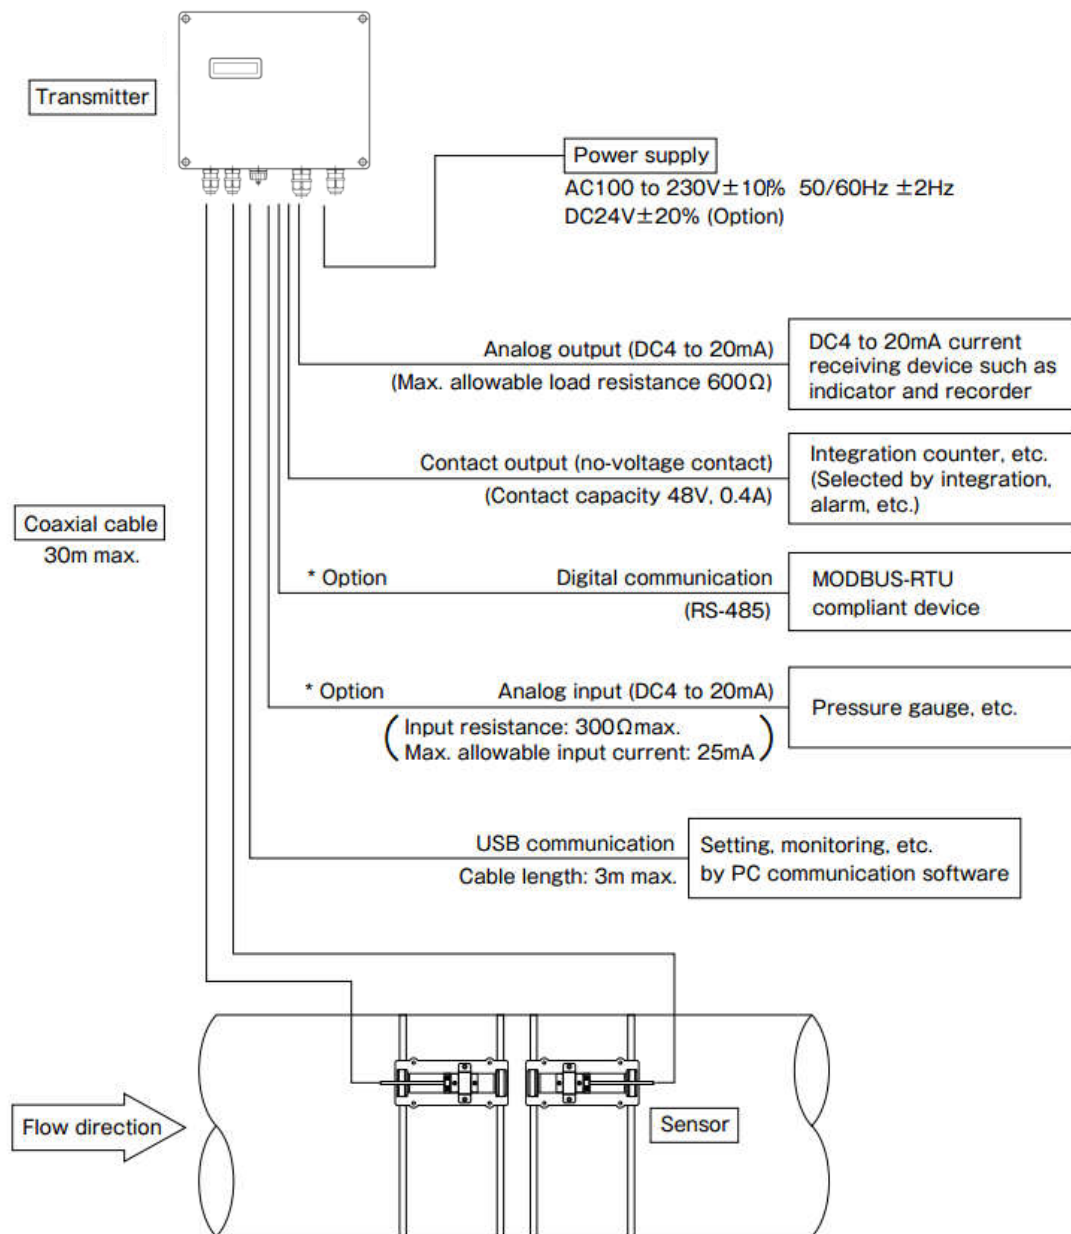 Transmitter
Power supply
AC100 to 230V±10% 50/60Hz ±2Hz
DC24V±20% (Option)
Analog output (DC4 to 20mA)
(Max. allowable load resistance 600Ω)
DC4 to 20mA current
receiving device such as
indicator and recorder
Contact output (no-voltage contact)
(Contact capacity 48V, 0.4A)
Integration counter, etc.
(Selected by integration,
alarm, etc.)
Coaxial cable
30m max.
* Option
Digital communication
(RS-485)
MODBUS-RTU
compliant device
* Option
Analog input (DC4 to 20mA)
(Input resistance: 300Ωmax.
Max. allowable input current: 25mA)
Pressure gauge, etc.
USB communication
Cable length: 3m max.
Setting, monitoring, etc.
by PC communication software
Flow direction
Sensor